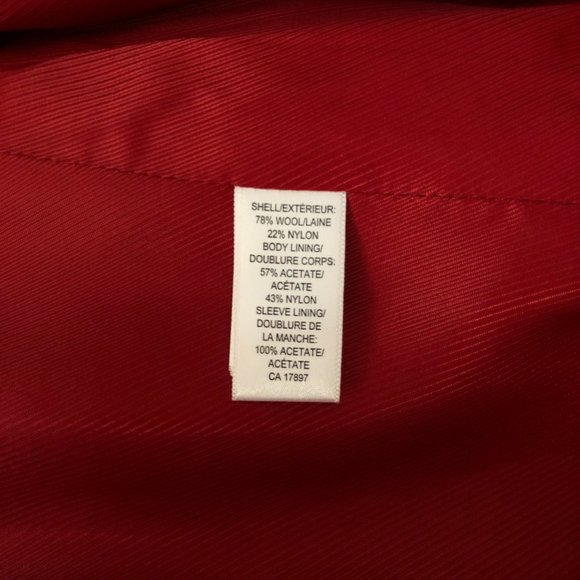 SHELL/EXTÉRIEUR:
78% WOOL/LAINE
22% NYLON
BODY LINING/
DOUBLURE CORPS:
57% ACETATE/
ACÉTATE
43% NYLON
SLEEVE LINING/
DOUBLURE DE
LA MANCHE:
100% ACETATE/
ACÉTATE
CA 17897